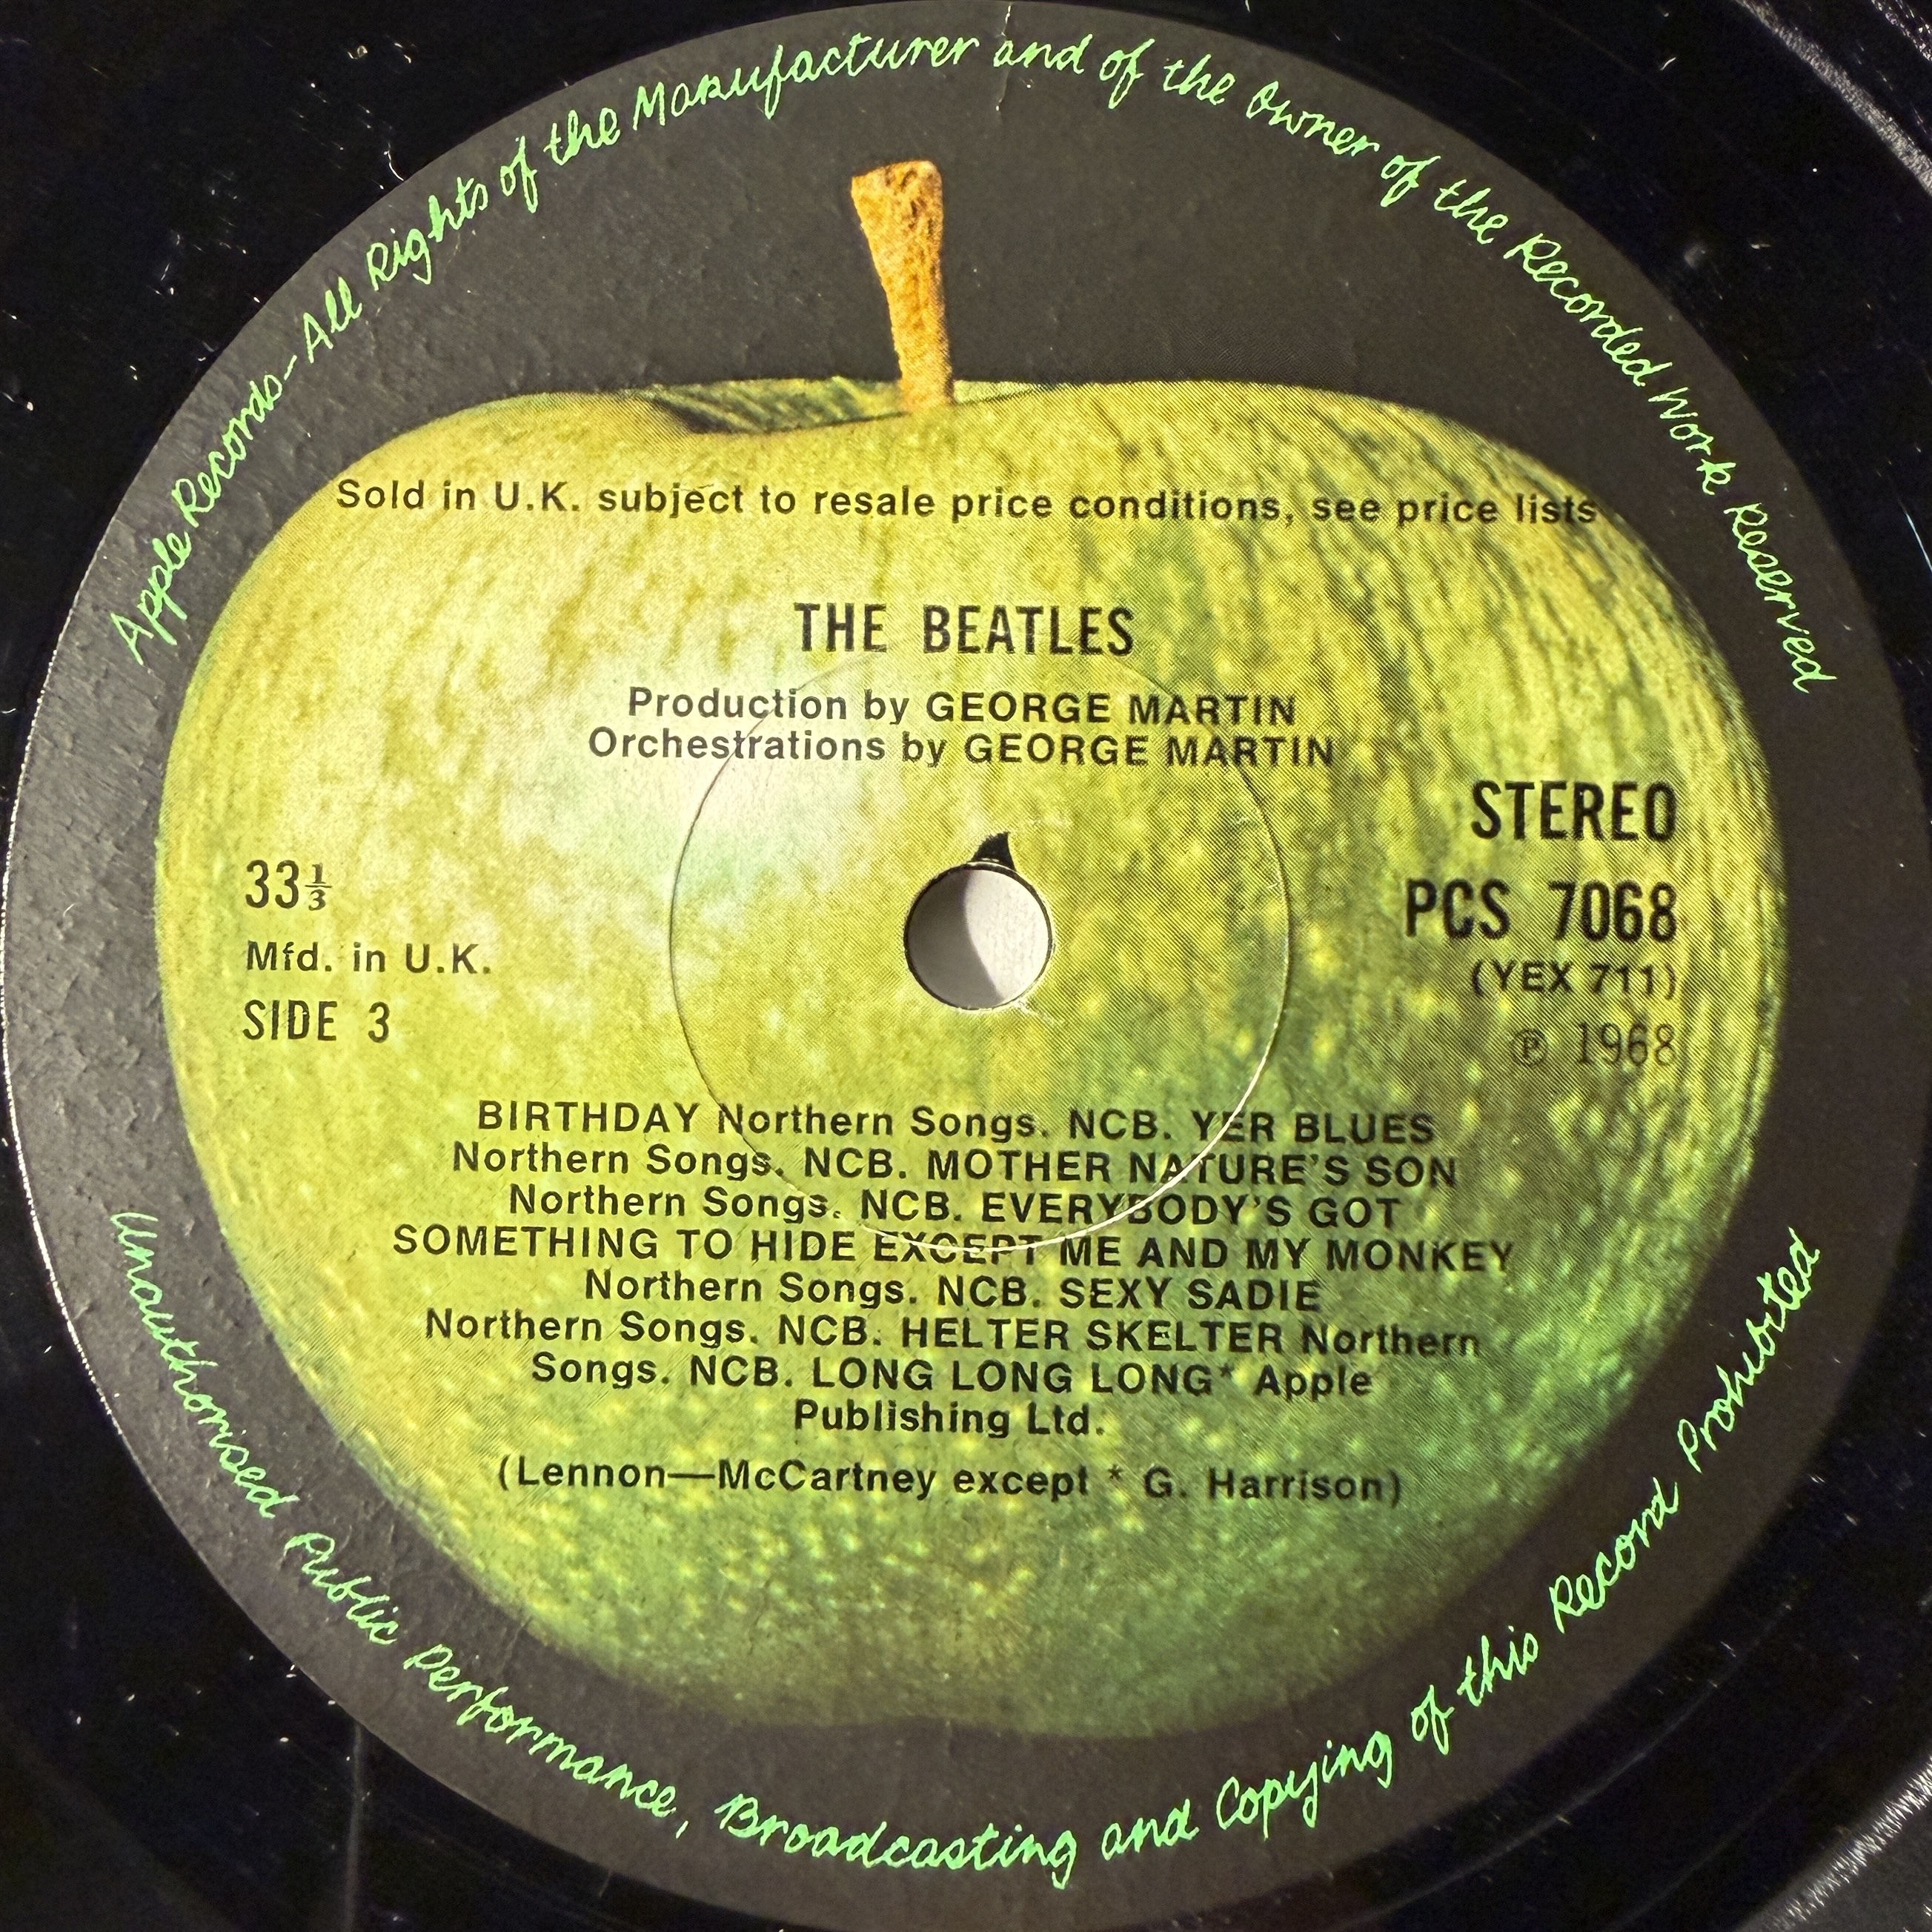 Apple Records—All Rights of the Manufacturer and of the Owner of the Recorded Work Reserved
Sold in U.K. subject to resale price conditions, see price lists
THE BEATLES
Production by GEORGE MARTIN
Orchestrations by GEORGE MARTIN
STEREO
33⅓
PCS 7068
Mfd. in U.K.
(YEX 711)
SIDE 3
℗ 1968
BIRTHDAY Northern Songs. NCB. YER BLUES
Northern Songs. NCB. MOTHER NATURE'S SON
Northern Songs. NCB. EVERYBODY'S GOT
SOMETHING TO HIDE EXCEPT ME AND MY MONKEY
Northern Songs. NCB. SEXY SADIE
Northern Songs. NCB. HELTER SKELTER Northern
Songs. NCB. LONG LONG LONG* Apple
Publishing Ltd.
(Lennon—McCartney except * G. Harrison)
Unauthorised Public Performance, Broadcasting and Copying of this Record Prohibited